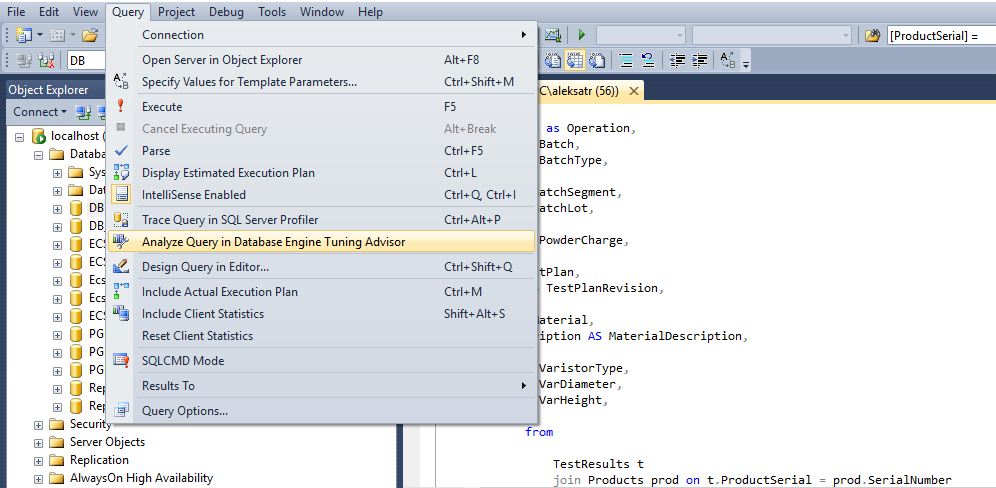 File Edit View Query Project Debug Tools Window Help
[ProductSerial] =
DB
Connection
Open Server in Object Explorer Alt+F8
Specify Values for Template Parameters... Ctrl+Shift+M
Execute F5
Cancel Executing Query Alt+Break
Parse Ctrl+F5
Display Estimated Execution Plan Ctrl+L
IntelliSense Enabled Ctrl+Q, Ctrl+I
Trace Query in SQL Server Profiler Ctrl+Alt+P
Analyze Query in Database Engine Tuning Advisor
Design Query in Editor... Ctrl+Shift+Q
Include Actual Execution Plan Ctrl+M
Include Client Statistics Shift+Alt+S
Reset Client Statistics
SQLCMD Mode
Results To
Query Options...
Object Explorer
Connect
localhost (
Databa
Sys
Dat
DB
DB
ECS
ECS
Ecs
Ecs
ECS
PG
PG
PG
Rep
Rep
Security
Server Objects
Replication
AlwaysOn High Availability
C\aleksatr (56))
as Operation,
Batch,
BatchType,
atchSegment,
atchLot,
PowderCharge,
tPlan,
TestPlanRevision,
Material,
iption AS MaterialDescription,
VaristorType,
VarDiameter,
VarHeight,
from
TestResults t
join Products prod on t.ProductSerial = prod.SerialNumber